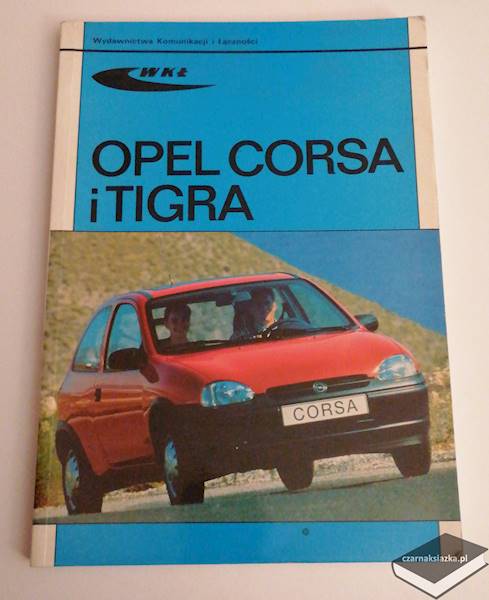 Wydawnictwa Komunikacji i Łączności
WKŁ
OPEL CORSA
i TIGRA
CORSA
czarnaksiazka.pl